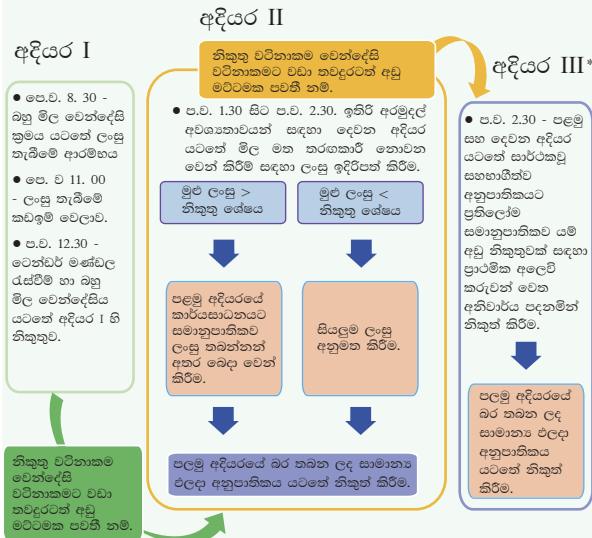 අදියර I
● පෙ.ව. 8. 30 -
බහු මිල වෙන්දේසි
ක්‍රමය යටතේ ලංසු
තැබීමේ ආරම්භය
● පෙ. ව 11. 00
- ලංසු තැබීමේ
කඩඉම් වෙලාව.
● ප.ව. 12.30 -
ටෙන්ඩර් මණ්ඩල
රැස්වීම් හා බහු
මිල වෙන්දේසිය
යටතේ අදියර I හි
නිකුතුව.
නිකුතු වටිනාකම
වෙන්දේසි
වටිනාකමට වඩා
තවදුරටත් අඩු
මට්ටමක පවතී නම්.
අදියර II
නිකුතු වටිනාකම වෙන්දේසි
වටිනාකමට වඩා තවදුරටත් අඩු
මට්ටමක පවතී නම්.
● ප.ව. 1.30 සිට ප.ව. 2.30. ඉතිරි අරමුදල්
අවශ්‍යතාවයන් සඳහා දෙවන අදියර
යටතේ මිල මත තරඟකාරී නොවන
වෙන් කිරීම් සඳහා ලංසු ඉදිරිපත් කිරීම.
මුළු ලංසු >
නිකුතු ශේෂය
මුළු ලංසු <
නිකුතු ශේෂය
පළමු අදියරයේ
කාර්යසාධනයට
සමානුපාතිකව
ලංසු තබන්නන්
අතර බෙදා වෙන්
කිරීම.
සියලුම ලංසු
අනුමත කිරීම.
පලමු අදියරයේ බර තබන ලද සාමාන්‍ය
ඵලදා අනුපාතිකය යටතේ නිකුත් කිරීම.
අදියර III*
● ප.ව. 2.30 - පළමු
සහ දෙවන අදියර
යටතේ සාර්ථකවූ
සහභාගීත්ව
අනුපාතිකයට
ප්‍රතිලෝම
සමානුපාතිකව යම්
අඩු නිකුතුවක් සඳහා
ප්‍රාථමික අලෙවි
කරුවන් වෙත
අනිවාර්ය පදනමින්
නිකුත් කිරීම.
පලමු අදියරයේ
බර තබන ලද
සාමාන්‍ය ඵලදා
අනුපාතිකය
යටතේ නිකුත්
කිරීම.